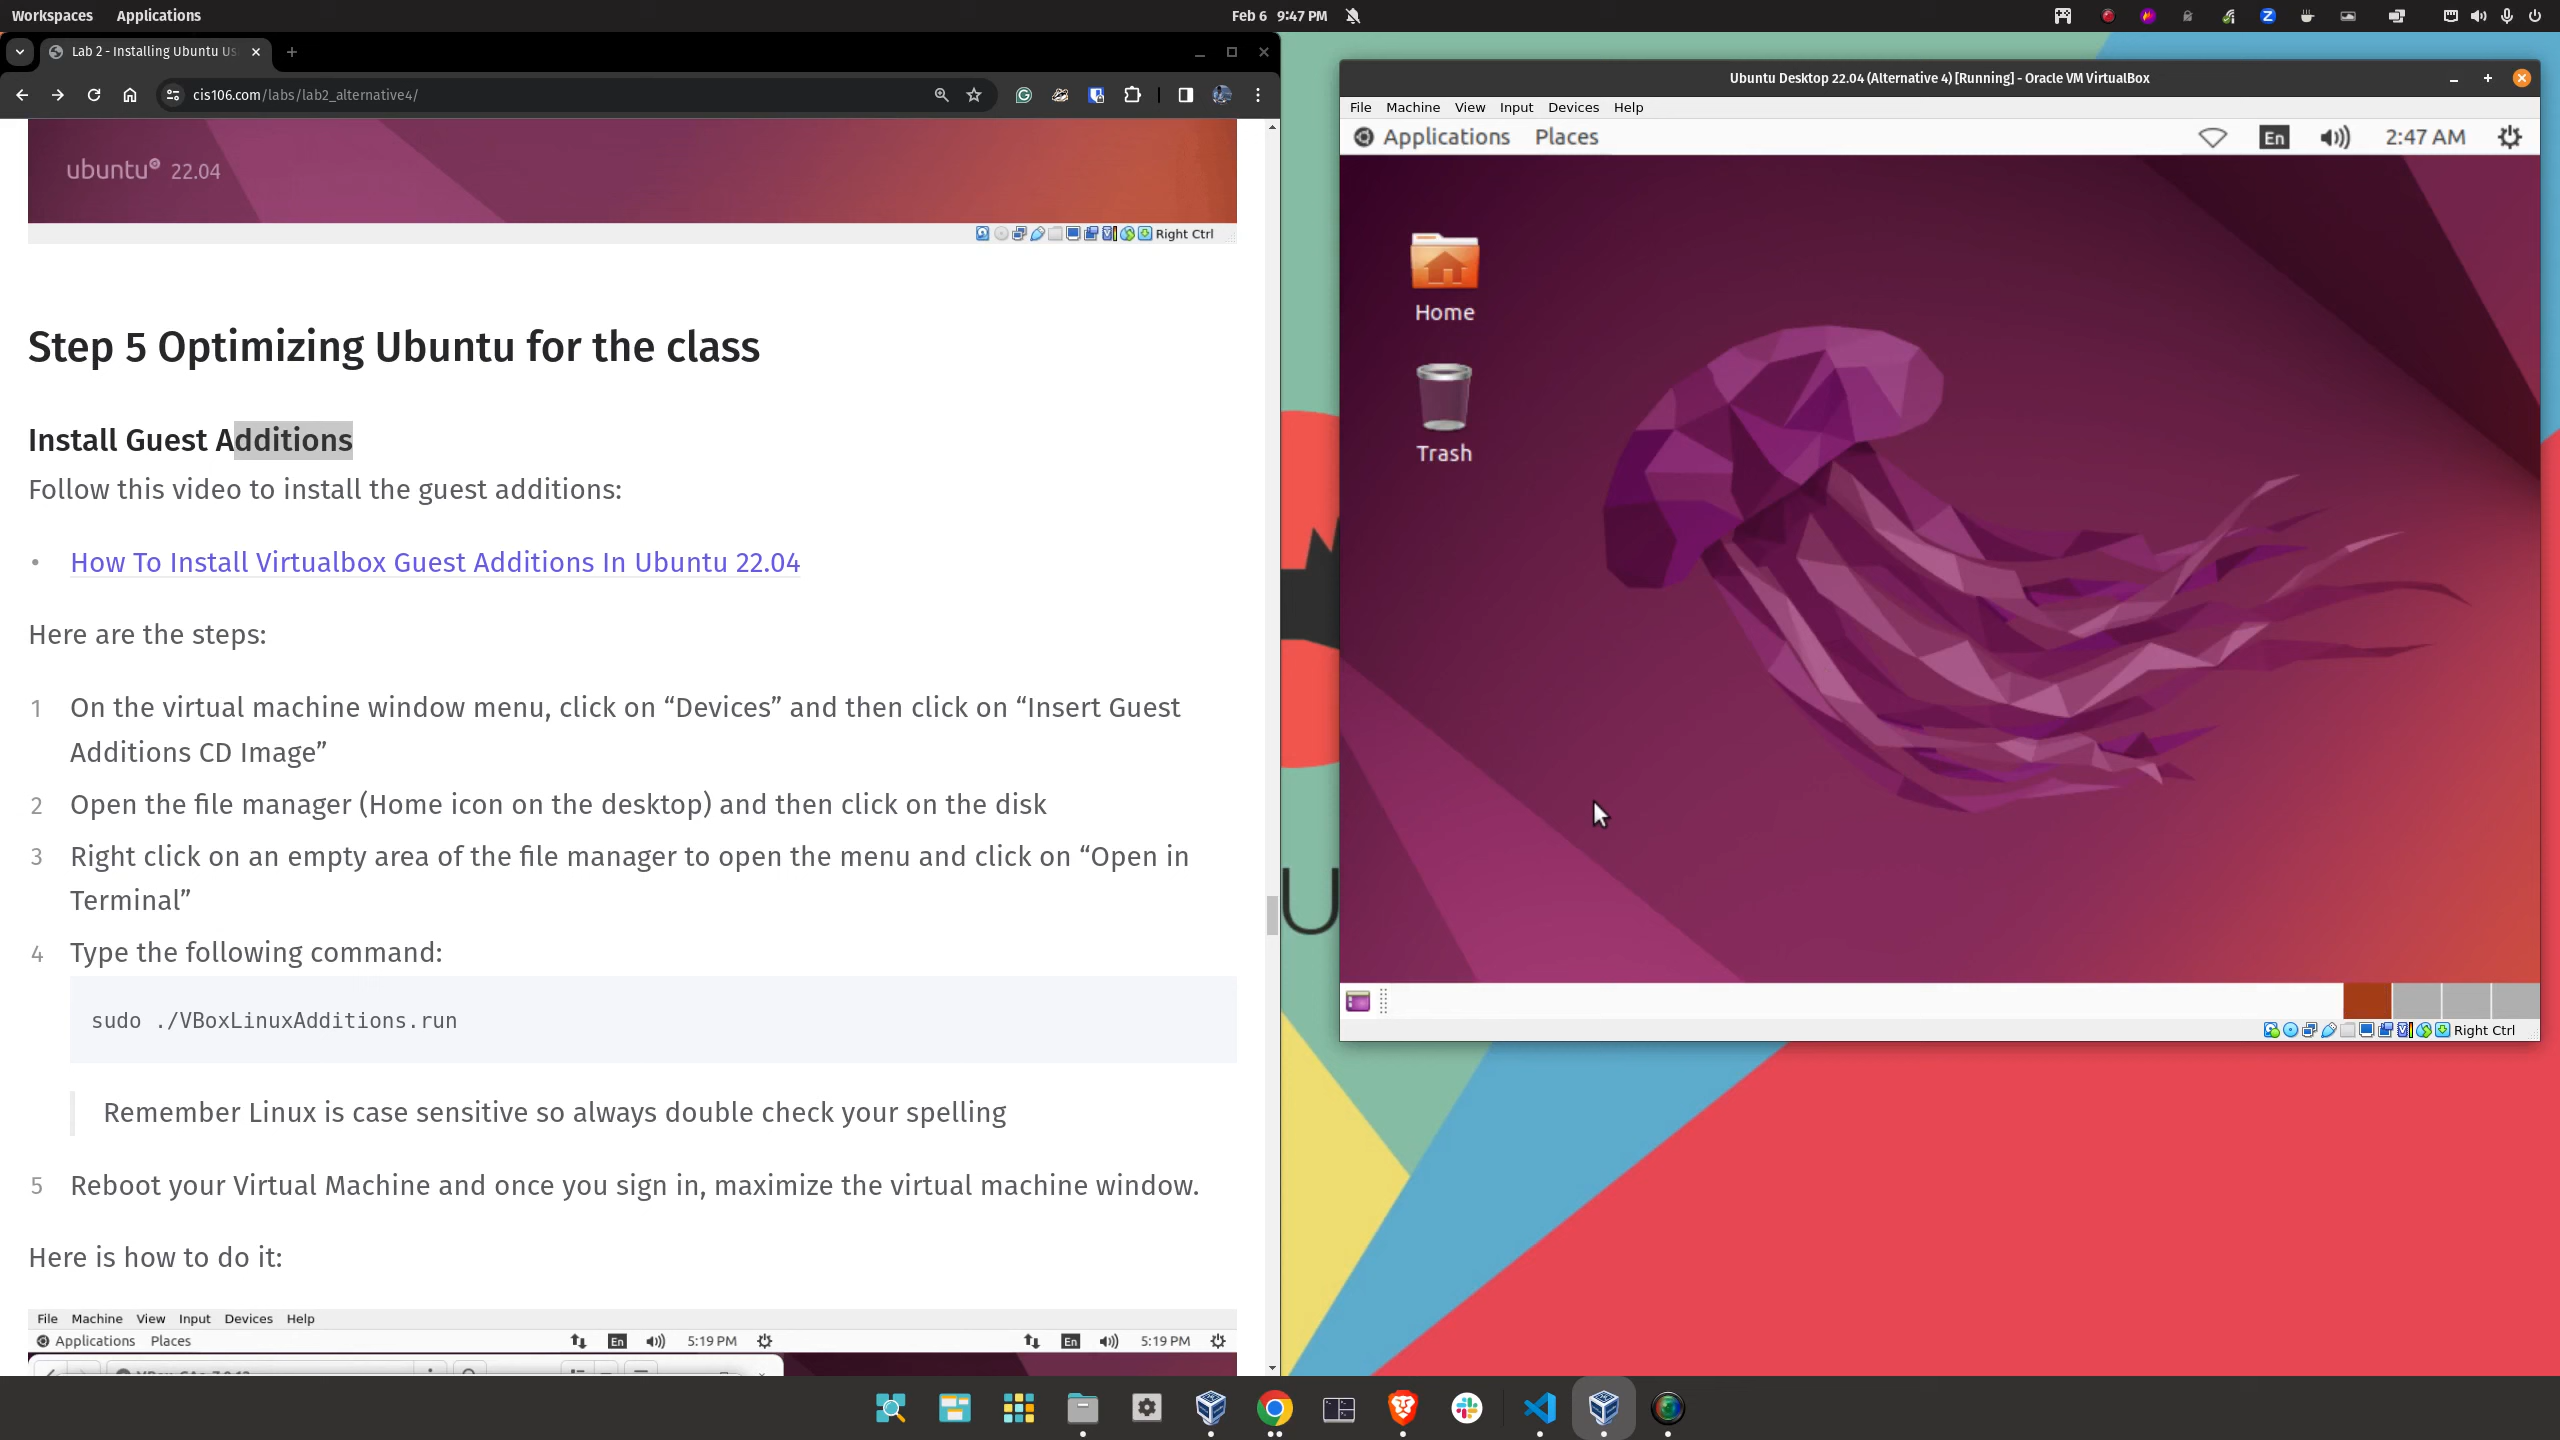 Workspaces Applications Feb 6 9:47 PM
Lab 2 - Installing Ubuntu Us
cis106.com/labs/lab2_alternative4/
ubuntu 22.04
Right Ctrl
Step 5 Optimizing Ubuntu for the class
Install Guest Additions
Follow this video to install the guest additions:
• How To Install Virtualbox Guest Additions In Ubuntu 22.04
Here are the steps:
1 On the virtual machine window menu, click on “Devices” and then click on “Insert Guest
Additions CD Image”
2 Open the file manager (Home icon on the desktop) and then click on the disk
3 Right click on an empty area of the file manager to open the menu and click on “Open in
Terminal”
4 Type the following command:
sudo ./VBoxLinuxAdditions.run
Remember Linux is case sensitive so always double check your spelling
5 Reboot your Virtual Machine and once you sign in, maximize the virtual machine window.
Here is how to do it:
File Machine View Input Devices Help
Applications Places En 5:19 PM En 5:19 PM
Ubuntu Desktop 22.04 (Alternative 4) [Running] - Oracle VM VirtualBox
File Machine View Input Devices Help
Applications Places En 2:47 AM
Home
Trash
Right Ctrl
U